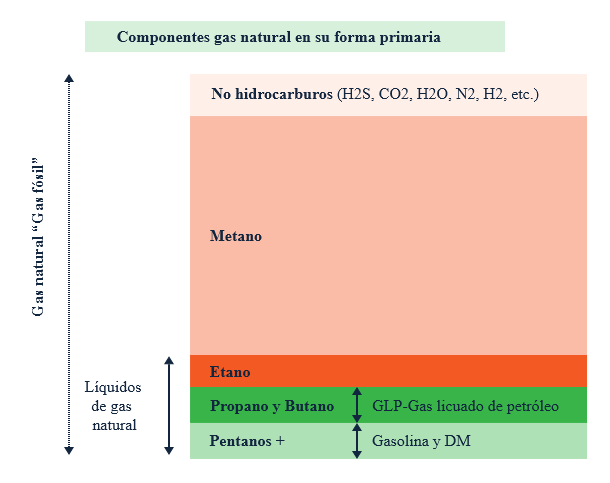 Componentes gas natural en su forma primaria
No hidrocarburos (H2S, CO2, H2O, N2, H2, etc.)
Gas natural “Gas fósil”
Metano
Etano
Líquidos
de gas
natural
Propano y Butano
GLP-Gas licuado de petróleo
Pentanos +
Gasolina y DM